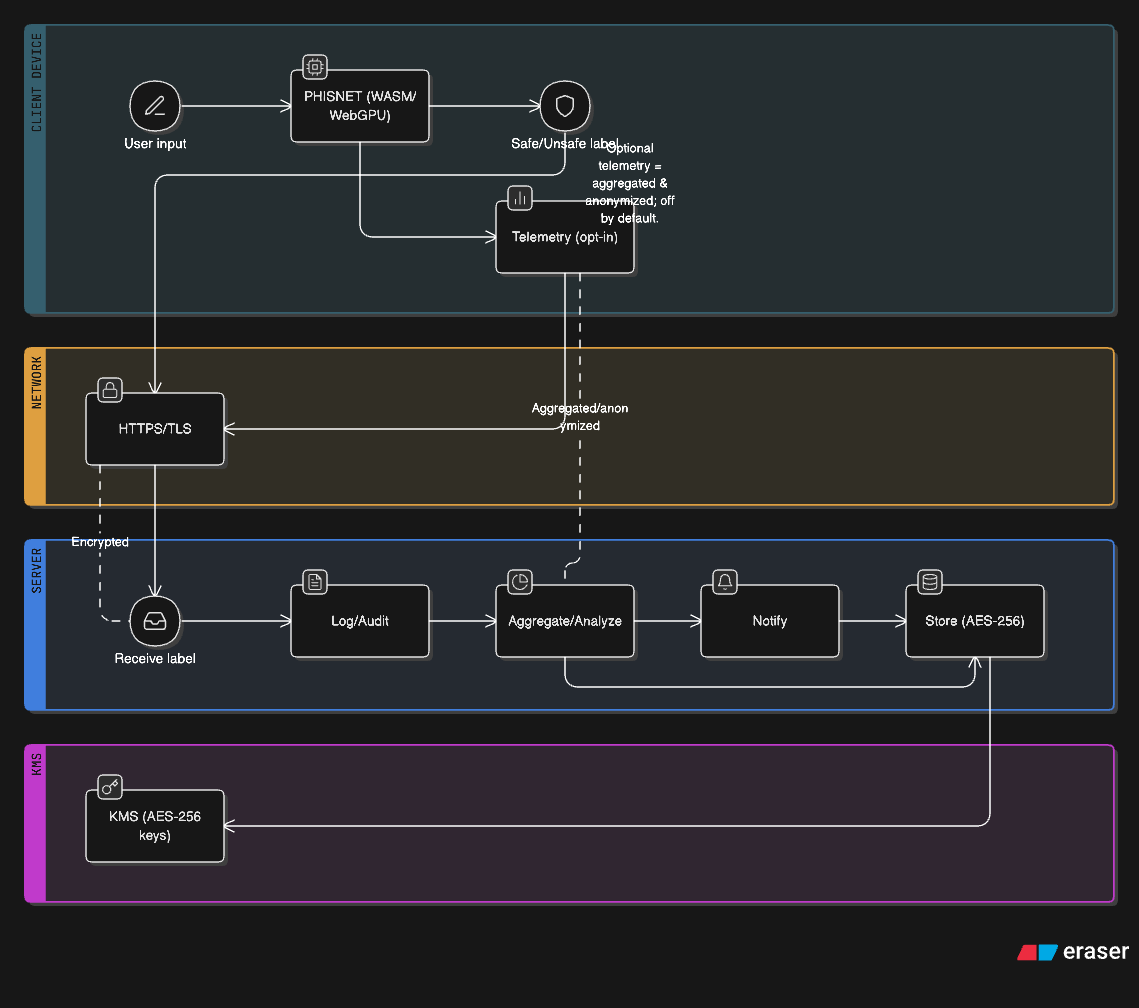 CLIENT DEVICE
PHISNET (WASM/
WebGPU)
User input
Safe/Unsafe label
Optional
telemetry =
aggregated &
anonymized; off
by default.
Telemetry (opt-in)
NETWORK
HTTPS/TLS
Aggregated/anon
ymized
Encrypted
SERVER
Receive label
Log/Audit
Aggregate/Analyze
Notify
Store (AES-256)
KMS
KMS (AES-256
keys)
eraser